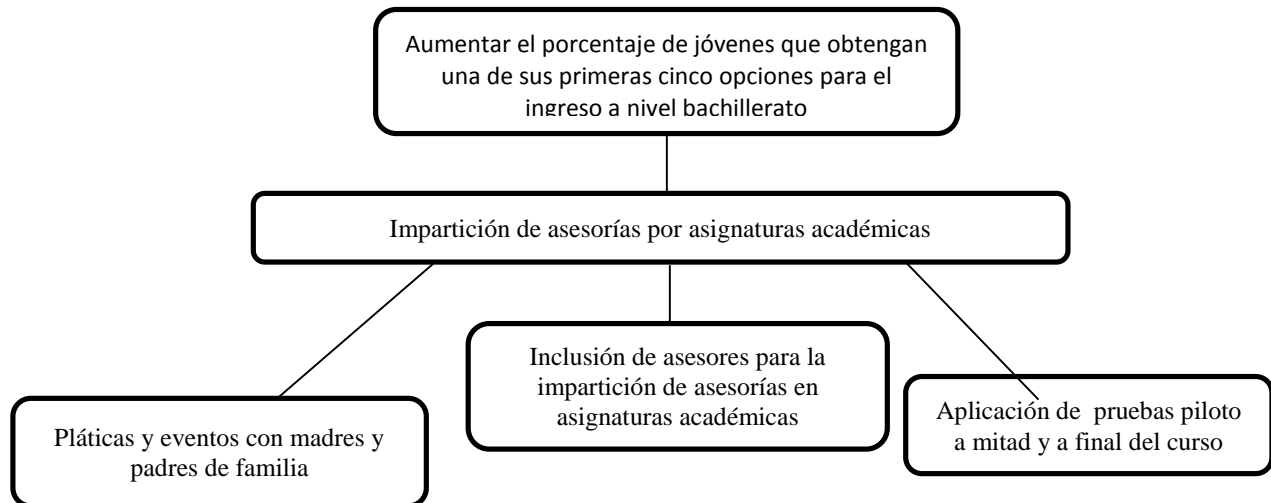 Aumentar el porcentaje de jóvenes que obtengan
una de sus primeras cinco opciones para el
ingreso a nivel bachillerato
Impartición de asesorías por asignaturas académicas
Pláticas y eventos con madres y
padres de familia
Inclusión de asesores para la
impartición de asesorías en
asignaturas académicas
Aplicación de pruebas piloto
a mitad y a final del curso